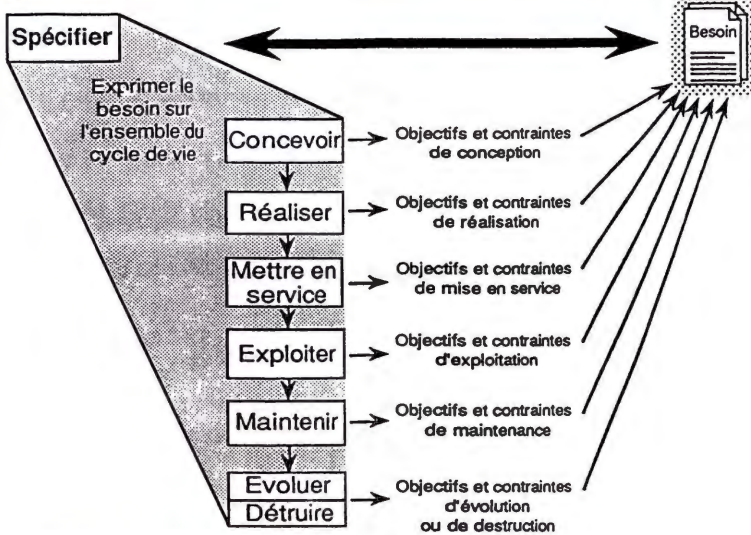 Spécifier
Besoin
Exprimer le
besoin sur
l'ensemble du
cycle de vie
Concevoir
Objectifs et contraintes
de conception
Réaliser
Objectifs et contraintes
de réalisation
Mettre en
service
Objectifs et contraintes
de mise en service
Exploiter
Objectifs et contraintes
d'exploitation
Maintenir
Objectifs et contraintes
de maintenance
Evoluer
Détruire
Objectifs et contraintes
d'évolution
ou de destruction